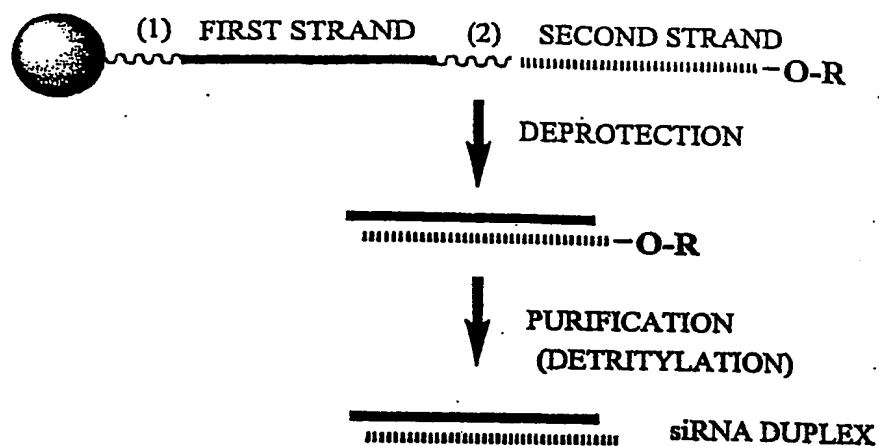 (1) FIRST STRAND (2) SECOND STRAND
-O-R
DEPROTECTION
-O-R
PURIFICATION
(DETRITYLATION)
siRNA DUPLEX